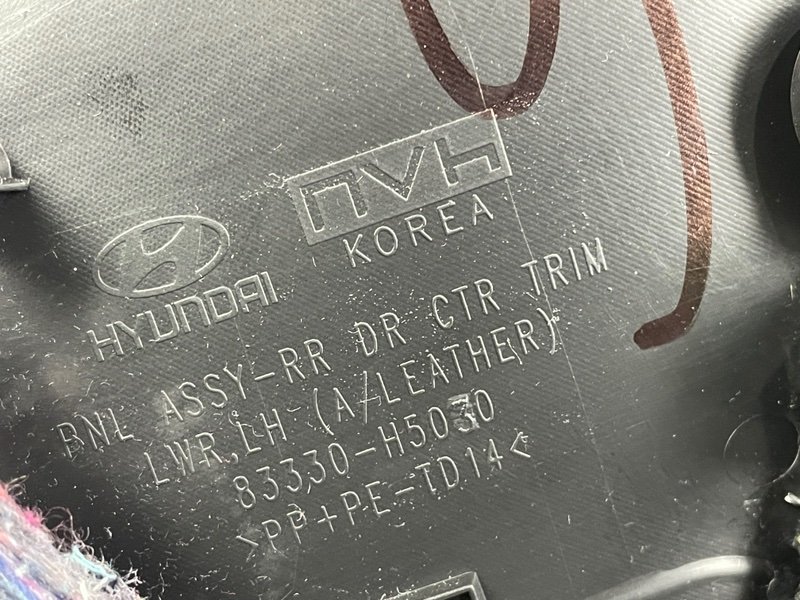 nvh
KOREA
HYUNDAI
PNL ASSY-RR DR CTR TRIM
LWR,LH (A/LEATHER)
83330-H5030
>PP+PE-TD14<